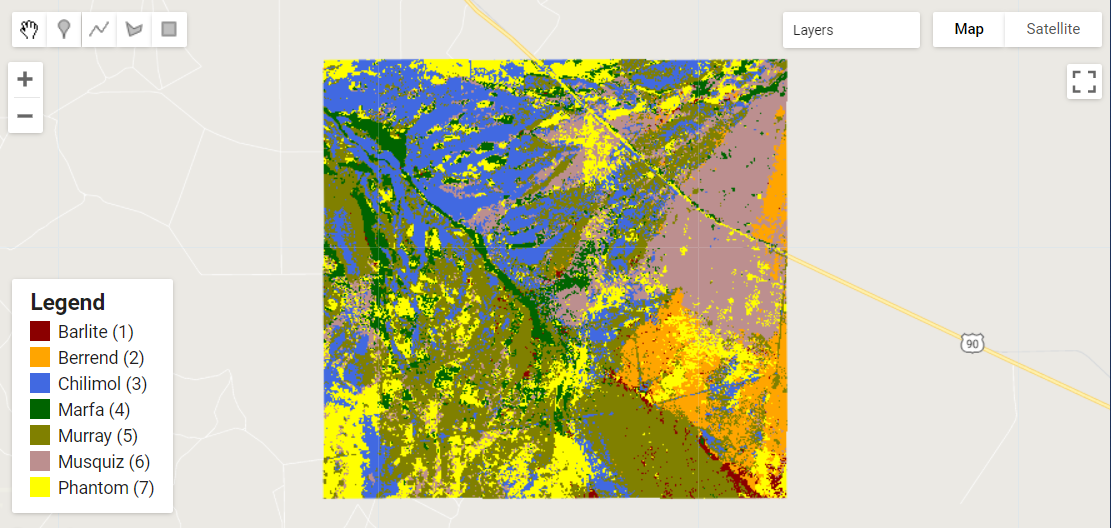 Layers
Map
Satellite
+
−
90
Legend
Barlite (1)
Berrend (2)
Chilimol (3)
Marfa (4)
Murray (5)
Musquiz (6)
Phantom (7)